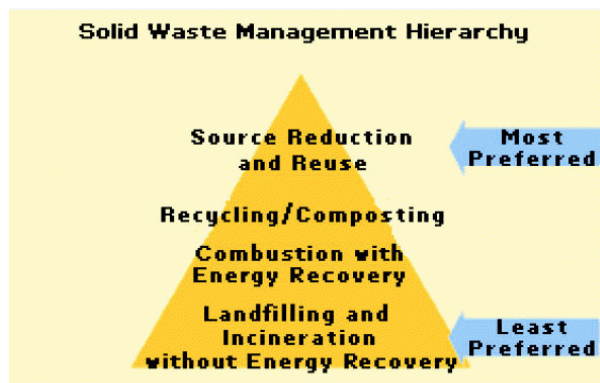 Solid Waste Management Hierarchy
Source Reduction
and Reuse
Most
Preferred
Recycling/Composting
Combustion with
Energy Recovery
Landfilling and
Incineration
without Energy Recovery
Least
Preferred